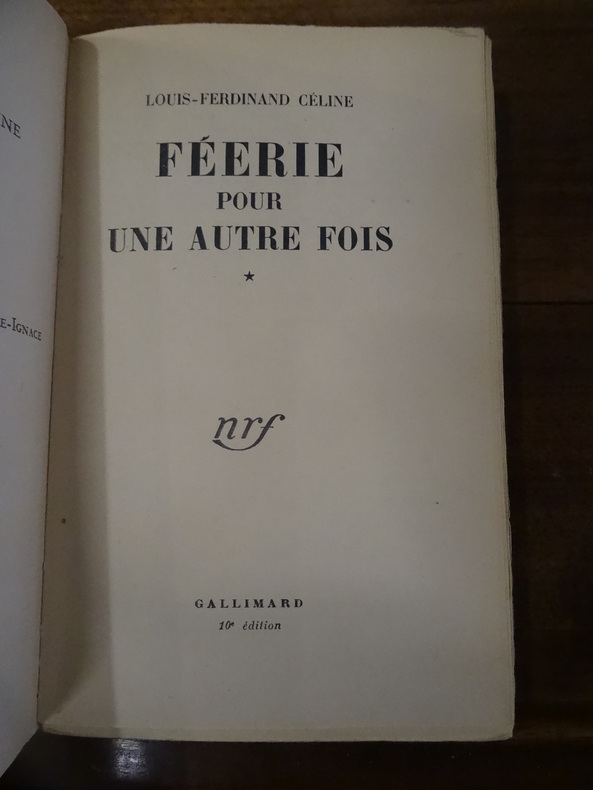 NE
E-IGNACE
LOUIS-FERDINAND CÉLINE
FÉERIE
POUR
UNE AUTRE FOIS
★
nrf
GALLIMARD
10e édition